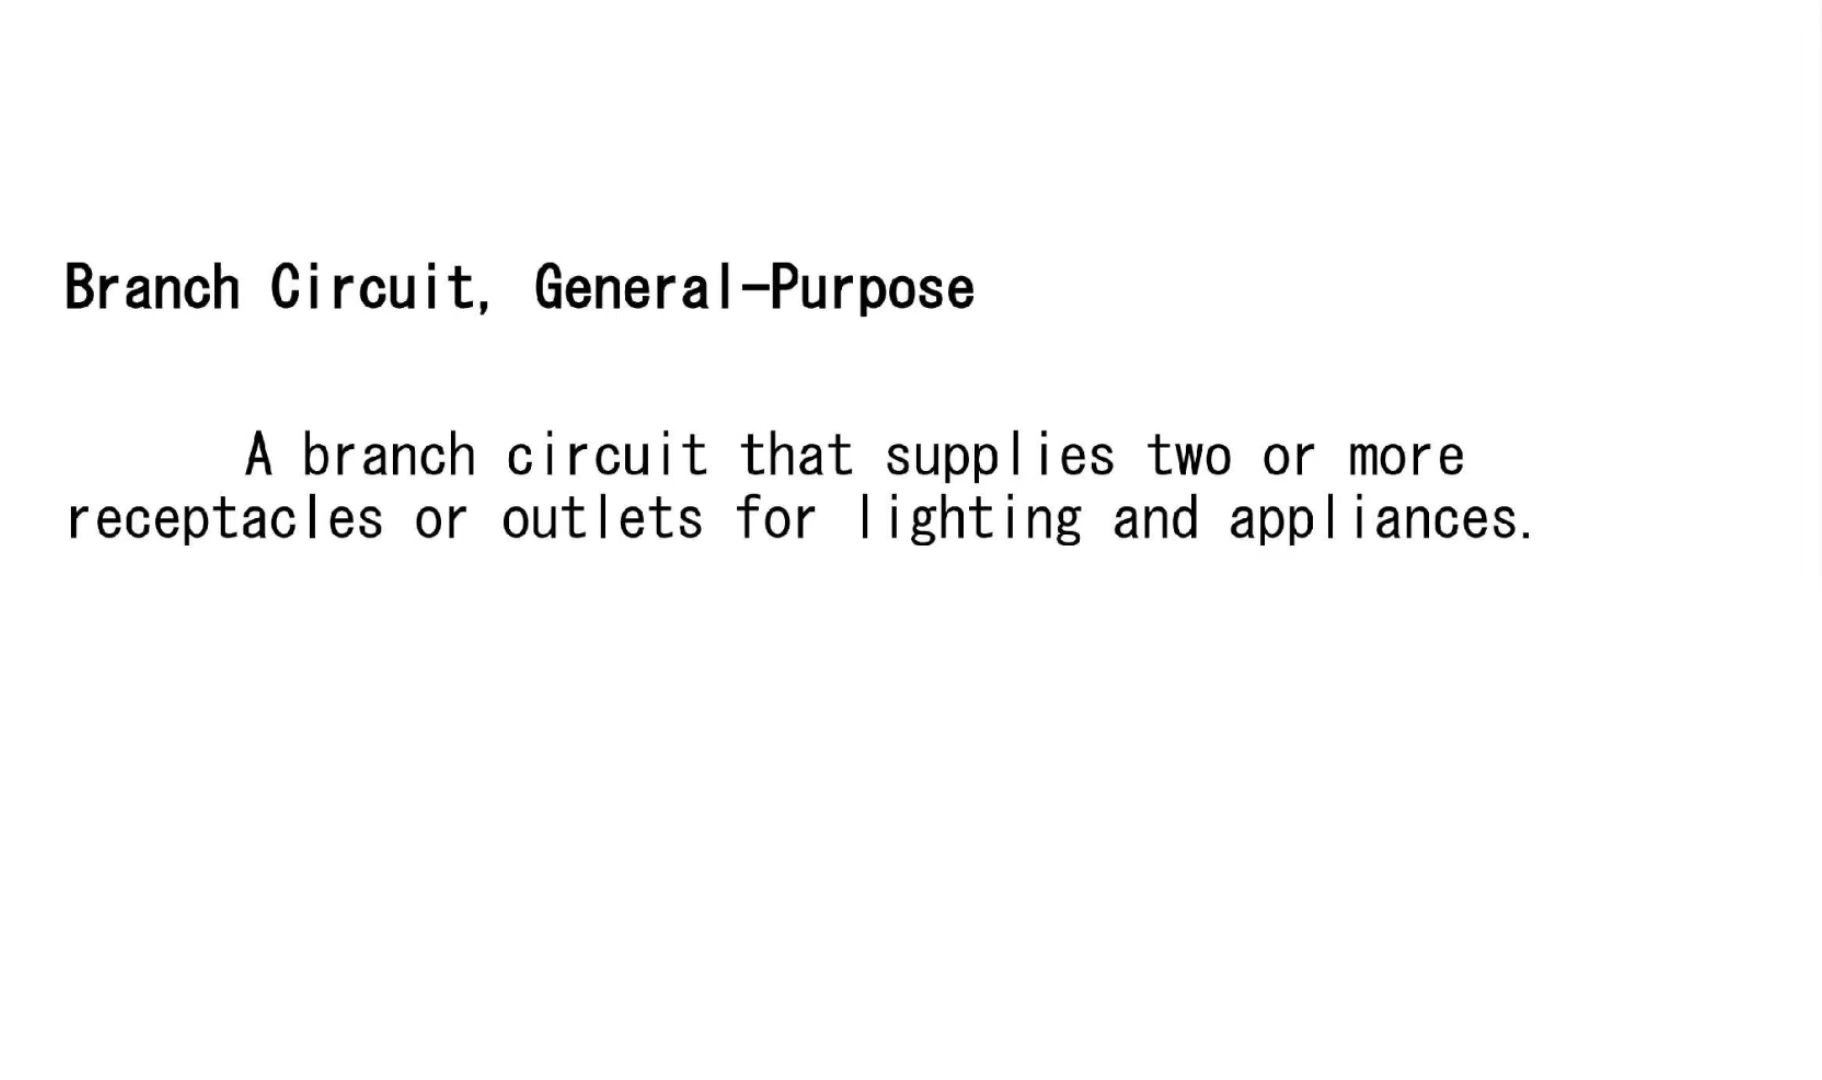 Branch Circuit, General-Purpose
A branch circuit that supplies two or more
receptacles or outlets for lighting and appliances.